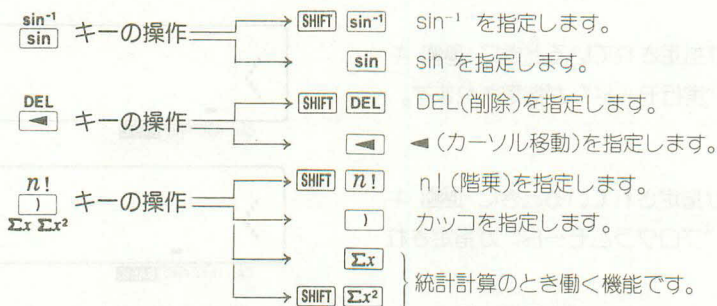 sin⁻¹
sin キーの操作 SHIFT sin⁻¹ sin⁻¹ を指定します。
sin sin を指定します。
DEL
◄ キーの操作 SHIFT DEL DEL(削除)を指定します。
◄ ◄(カーソル移動)を指定します。
n!
) キーの操作 SHIFT n! n!(階乗)を指定します。
) カッコを指定します。
Σx Σx²
Σx
統計計算のとき働く機能です。
SHIFT Σx²